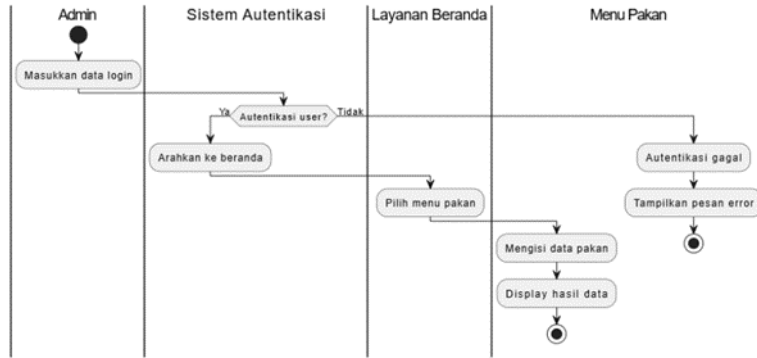 Admin
Sistem Autentikasi
Layanan Beranda
Menu Pakan
Masukkan data login
Ya
Autentikasi user?
Tidak
Arahkan ke beranda
Autentikasi gagal
Pilih menu pakan
Tampilkan pesan error
Mengisi data pakan
Display hasil data